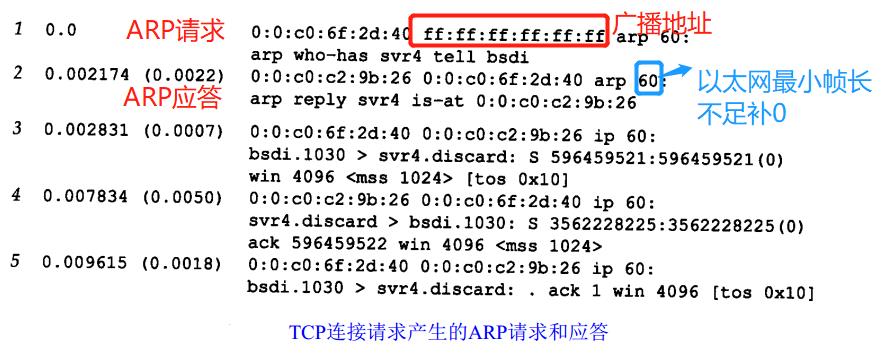 1 0.0 ARP请求 0:0:c0:6f:2d:40 ff:ff:ff:ff:ff:ff arp 60: 广播地址
arp who-has svr4 tell bsdi
2 0.002174 (0.0022) 0:0:c0:c2:9b:26 0:0:c0:6f:2d:40 arp 60: 以太网最小帧长
ARP应答 arp reply svr4 is-at 0:0:c0:c2:9b:26 不足补0
3 0.002831 (0.0007) 0:0:c0:6f:2d:40 0:0:c0:c2:9b:26 ip 60:
bsdi.1030 > svr4.discard: S 596459521:596459521(0)
win 4096 <mss 1024> [tos 0x10]
4 0.007834 (0.0050) 0:0:c0:c2:9b:26 0:0:c0:6f:2d:40 ip 60:
svr4.discard > bsdi.1030: S 3562228225:3562228225(0)
ack 596459522 win 4096 <mss 1024>
5 0.009615 (0.0018) 0:0:c0:6f:2d:40 0:0:c0:c2:9b:26 ip 60:
bsdi.1030 > svr4.discard: . ack 1 win 4096 [tos 0x10]
TCP连接请求产生的ARP请求和应答